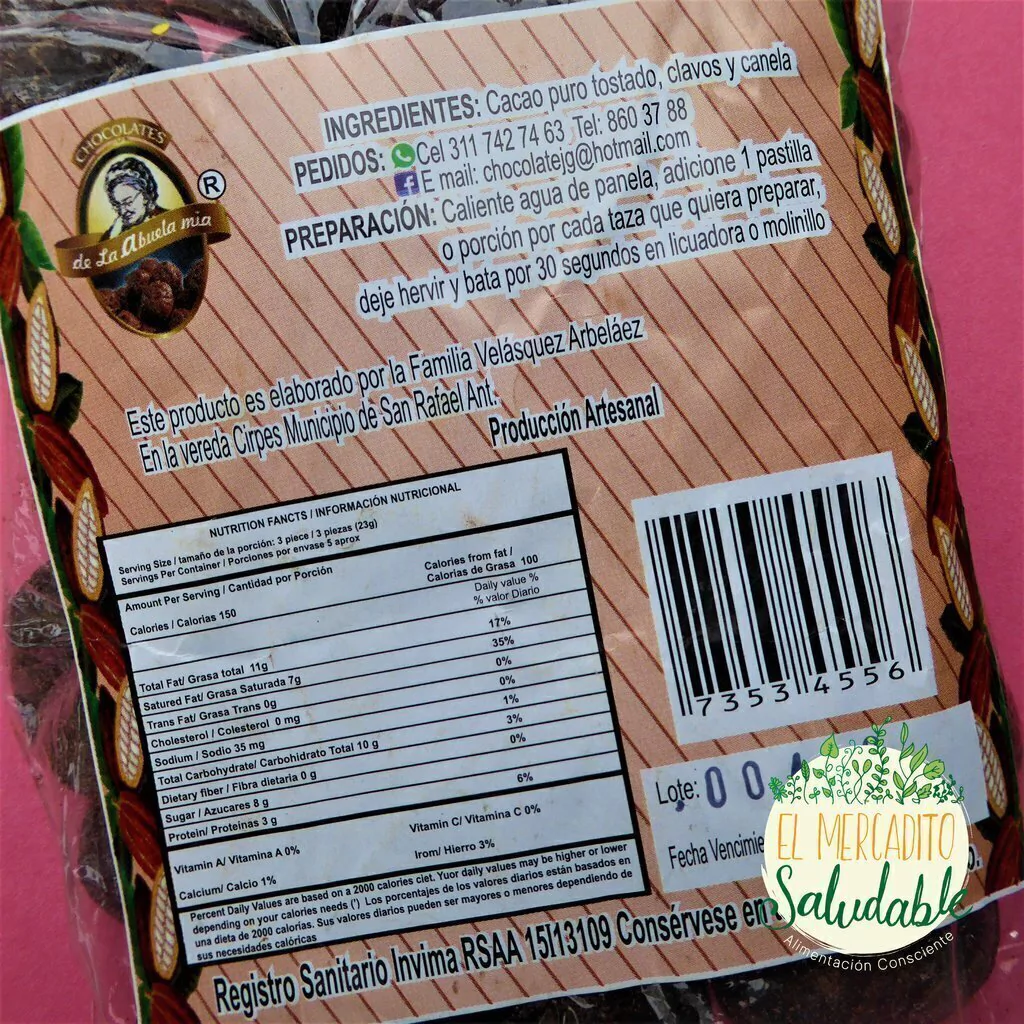 CHOCOLATES
de La Abuela mia
®
INGREDIENTES: Cacao puro tostado, clavos y canela
PEDIDOS: Cel 311 742 74 63 Tel: 860 37 88
E mail: chocolatejg@hotmail.com
PREPARACIÓN: Caliente agua de panela, adicione 1 pastilla
o porción por cada taza que quiera preparar,
deje hervir y bata por 30 segundos en licuadora o molinillo
Este producto es elaborado por la Familia Velásquez Arbeláez
En la vereda Cirpes Municipio de San Rafael Ant.
Producción Artesanal
NUTRITION FANCTS / INFORMACIÓN NUTRICIONAL
Serving Size / tamaño de la porción: 3 piece / 3 piezas (23g)
Servings Per Container / Porciones por envase 5 aprox
Amount Per Serving / Cantidad por Porción
Calories / Calorias 150
Calories from fat /
Calorias de Grasa 100
Daily value %
% valor Diario
Total Fat/ Grasa total 11g 17%
Satured Fat/ Grasa Saturada 7g 35%
Trans Fat/ Grasa Trans 0g 0%
Cholesterol / Colesterol 0 mg 0%
Sodium / Sodio 35 mg 1%
Total Carbohydrate/ Carbohidrato Total 10 g 3%
Dietary fiber / Fibra dietaria 0 g 0%
Sugar / Azucares 8 g
Protein/ Proteinas 3 g 6%
Vitamin A/ Vitamina A 0% Vitamin C/ Vitamina C 0%
Calcium/ Calcio 1% Irom/ Hierro 3%
Percent Daily Values are based on a 2000 calories ciet. Yuor daily values may be higher or lower
depending on your calories needs (') Los porcentajes de los valores diarios están basados en
una dieta de 2000 calorías. Sus valores diarios pueden ser mayores o menores dependiendo de
sus necesidades calóricas
7353 4556
Lote: 00
Fecha Vencimie
Registro Sanitario Invima RSAA 15I13109 Consérvese en
EL MERCADITO
Saludable
Alimentación Consciente